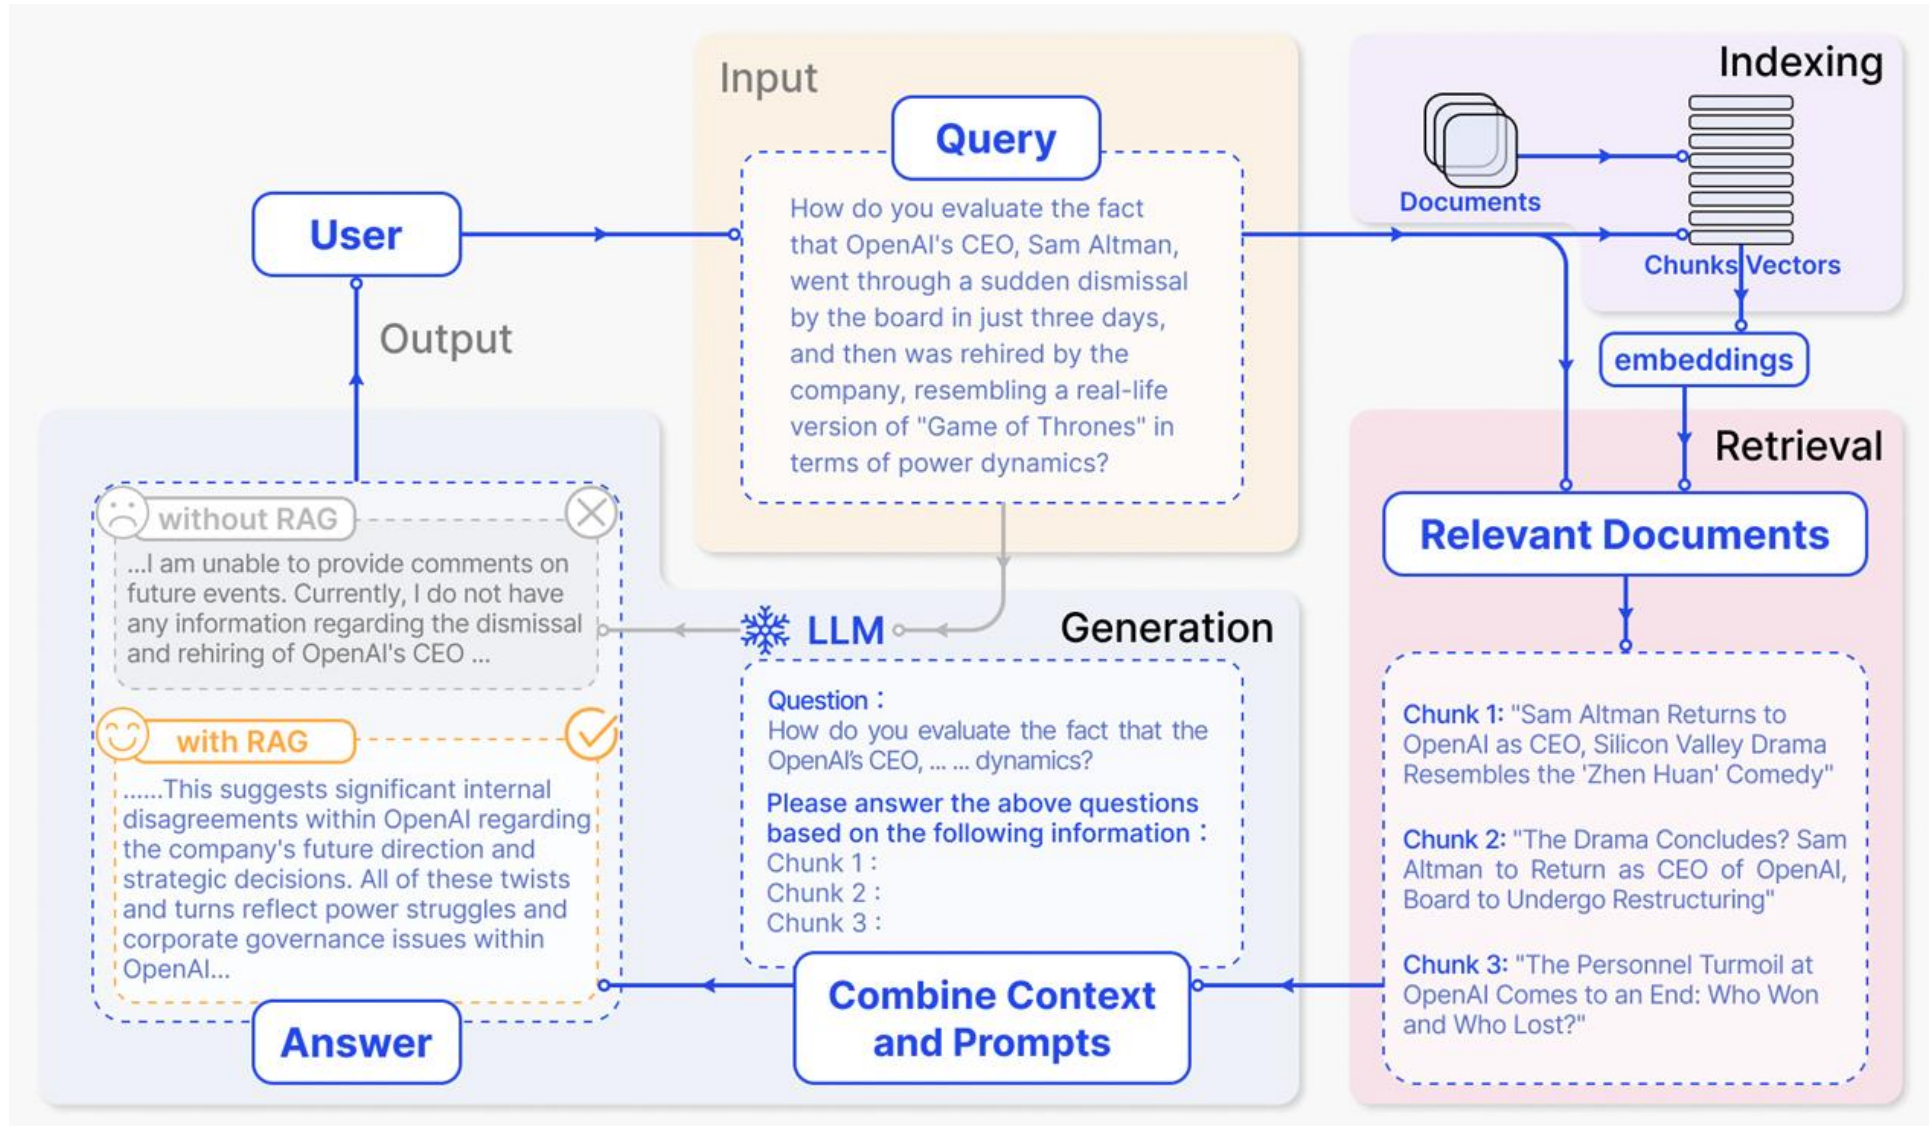 Input
Query
How do you evaluate the fact
that OpenAI's CEO, Sam Altman,
went through a sudden dismissal
by the board in just three days,
and then was rehired by the
company, resembling a real-life
version of "Game of Thrones" in
terms of power dynamics?
Indexing
Documents
Chunks Vectors
embeddings
User
Output
Retrieval
Relevant Documents
Chunk 1: "Sam Altman Returns to
OpenAI as CEO, Silicon Valley Drama
Resembles the 'Zhen Huan' Comedy"
Chunk 2: "The Drama Concludes? Sam
Altman to Return as CEO of OpenAI,
Board to Undergo Restructuring"
Chunk 3: "The Personnel Turmoil at
OpenAI Comes to an End: Who Won
and Who Lost?"
LLM
Generation
Question :
How do you evaluate the fact that the
OpenAI's CEO, ... ... dynamics?
Please answer the above questions
based on the following information :
Chunk 1 :
Chunk 2 :
Chunk 3 :
Combine Context
and Prompts
without RAG
...I am unable to provide comments on
future events. Currently, I do not have
any information regarding the dismissal
and rehiring of OpenAI's CEO ...
with RAG
......This suggests significant internal
disagreements within OpenAI regarding
the company's future direction and
strategic decisions. All of these twists
and turns reflect power struggles and
corporate governance issues within
OpenAI...
Answer